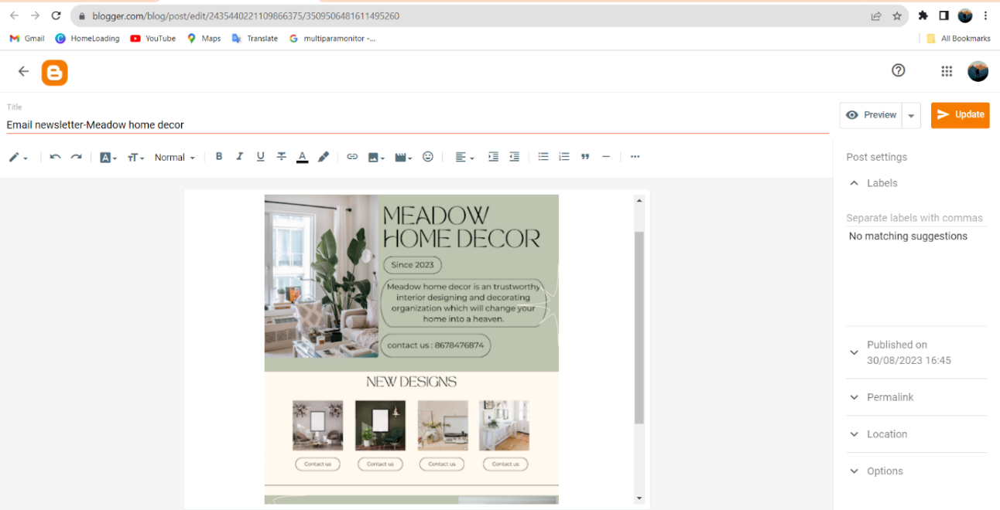 blogger.com/blog/post/edit/2435440221109866375/3509506481611495260
Gmail HomeLoading YouTube Maps Translate multiparamonitor -... All Bookmarks
Title
Email newsletter-Meadow home decor
Preview Update
Normal B I U A
Post settings
Labels
Separate labels with commas
No matching suggestions
MEADOW
HOME DECOR
Since 2023
Meadow home decor is an trustworthy
interior designing and decorating
organization which will change your
home into a heaven.
contact us : 8678476874
NEW DESIGNS
Contact us Contact us Contact us Contact us
Published on
30/08/2023 16:45
Permalink
Location
Options